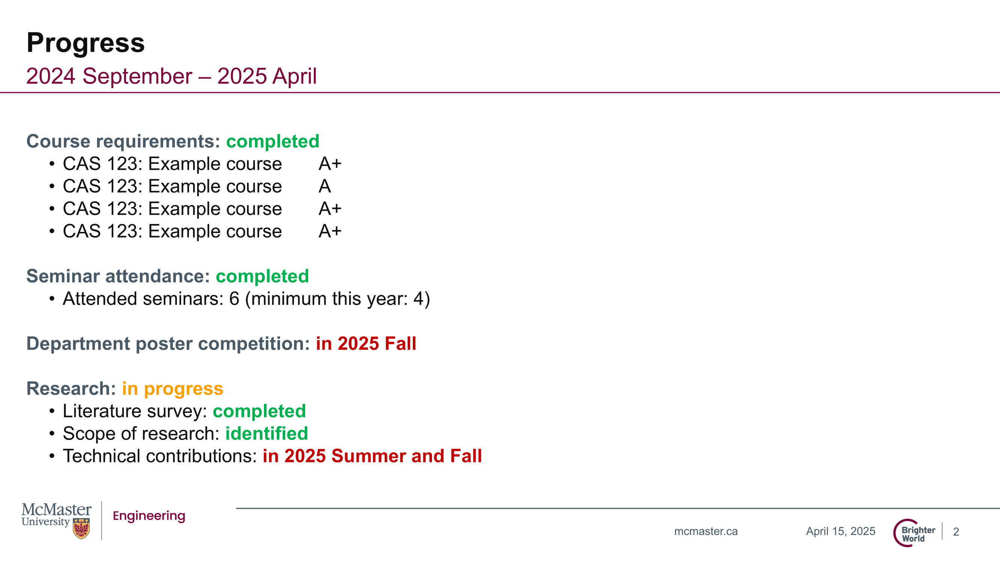 Progress
2024 September – 2025 April
Course requirements: completed
• CAS 123: Example course A+
• CAS 123: Example course A
• CAS 123: Example course A+
• CAS 123: Example course A+
Seminar attendance: completed
• Attended seminars: 6 (minimum this year: 4)
Department poster competition: in 2025 Fall
Research: in progress
• Literature survey: completed
• Scope of research: identified
• Technical contributions: in 2025 Summer and Fall
McMaster
University
Engineering
mcmaster.ca
April 15, 2025
Brighter
World
2